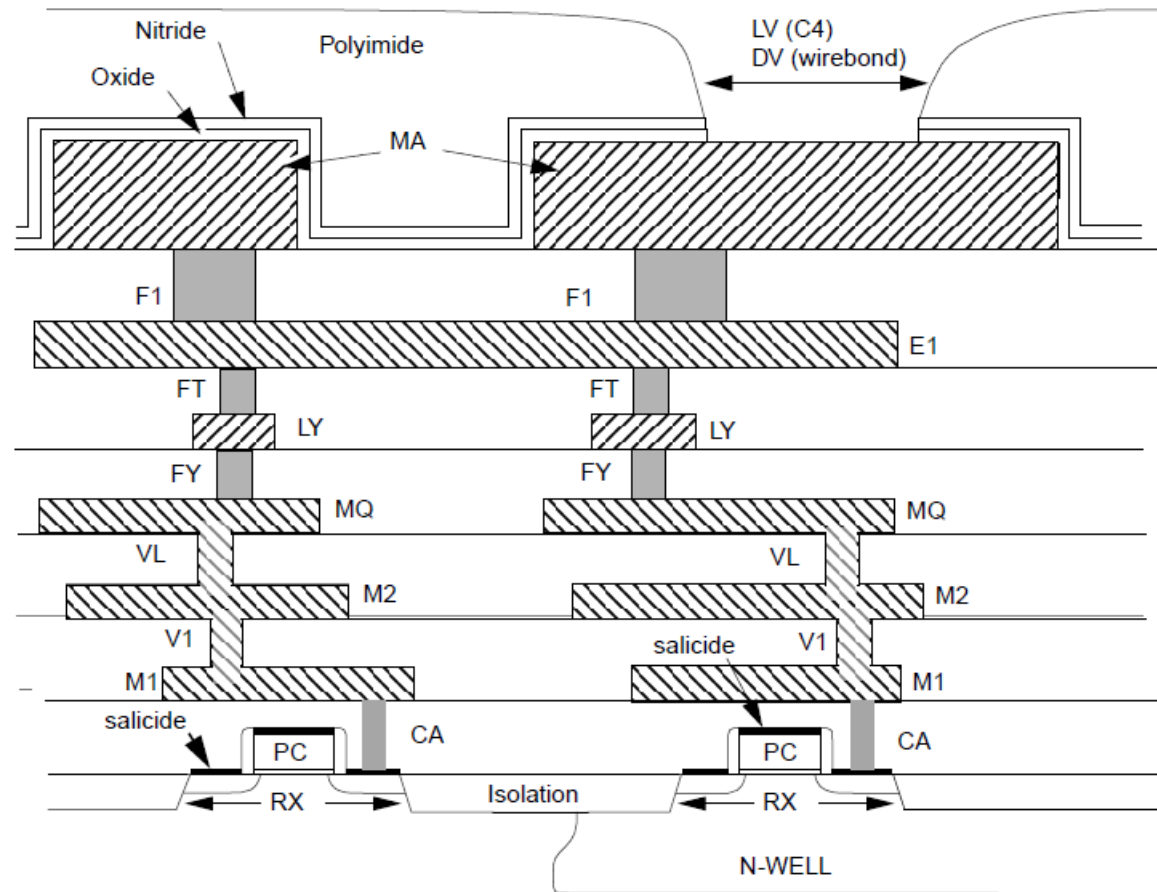 Nitride
Polyimide
LV (C4)
DV (wirebond)
Oxide
MA
F1
F1
E1
FT
FT
LY
LY
FY
FY
MQ
MQ
VL
VL
M2
M2
V1
salicide
V1
M1
M1
salicide
PC
CA
PC
CA
RX
Isolation
RX
N-WELL